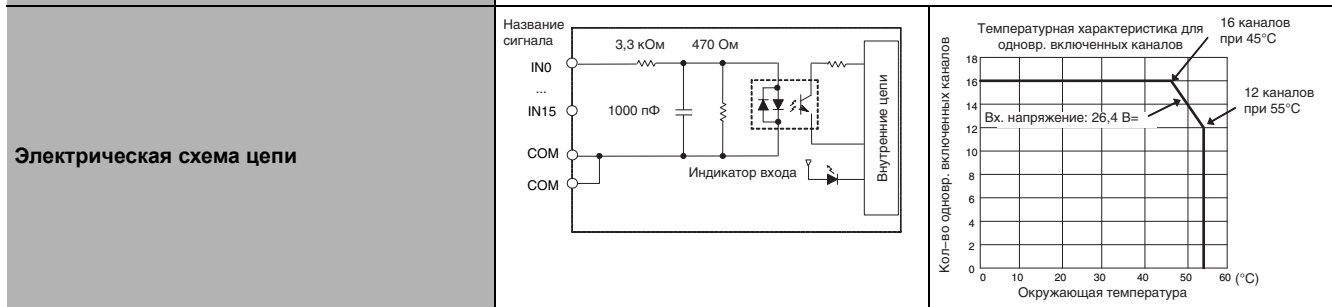 Электрическая схема цепи
Название
сигнала
3,3 кОм
470 Ом
IN0
...
IN15
1000 пФ
COM
COM
Индикатор входа
Внутренние цепи
Температурная характеристика для
одновр. включенных каналов
16 каналов
при 45°C
12 каналов
при 55°C
Вх. напряжение: 26,4 В=
Кол–во одновр. включенных каналов
18
16
14
12
10
8
6
4
2
0
0 10 20 30 40 50 60 (°C)
Окружающая температура